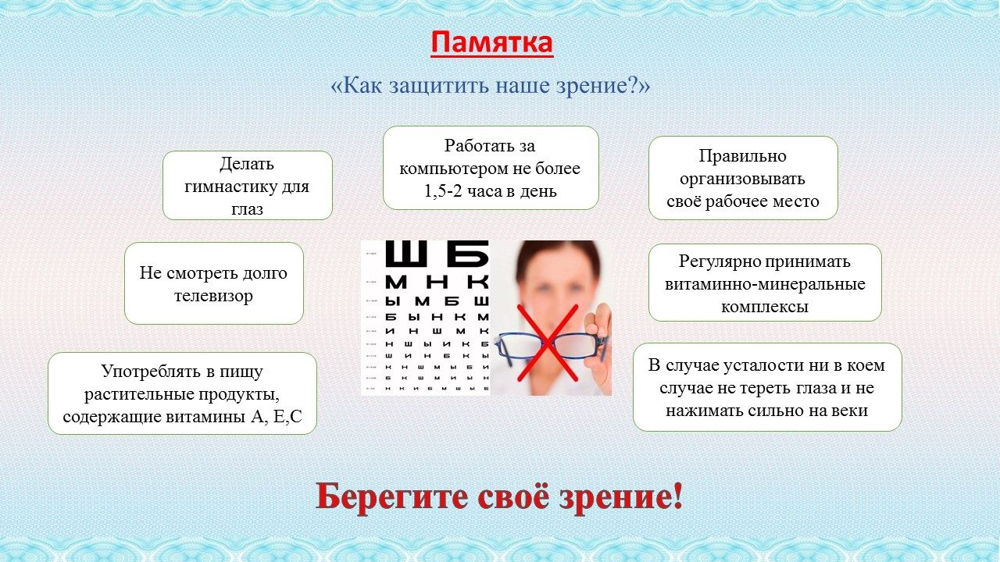 Памятка
«Как защитить наше зрение?»
Делать
гимнастику для
глаз
Работать за
компьютером не более
1,5-2 часа в день
Правильно
организовывать
своё рабочее место
Не смотреть долго
телевизор
Регулярно принимать
витаминно-минеральные
комплексы
Употреблять в пищу
растительные продукты,
содержащие витамины А, Е,С
В случае усталости ни в коем
случае не тереть глаза и не
нажимать сильно на веки
Ш Б
М Н К
Ы М Б Ш
Б Ы Н К М
И Н Ш М К
Н Ш Ы И К Б
Ш И Н Б К Ы
К Н Ш М Ы Б И
Б К Ш М И Ы Н
Н К И Б М Ш Ы Б
Берегите своё зрение!